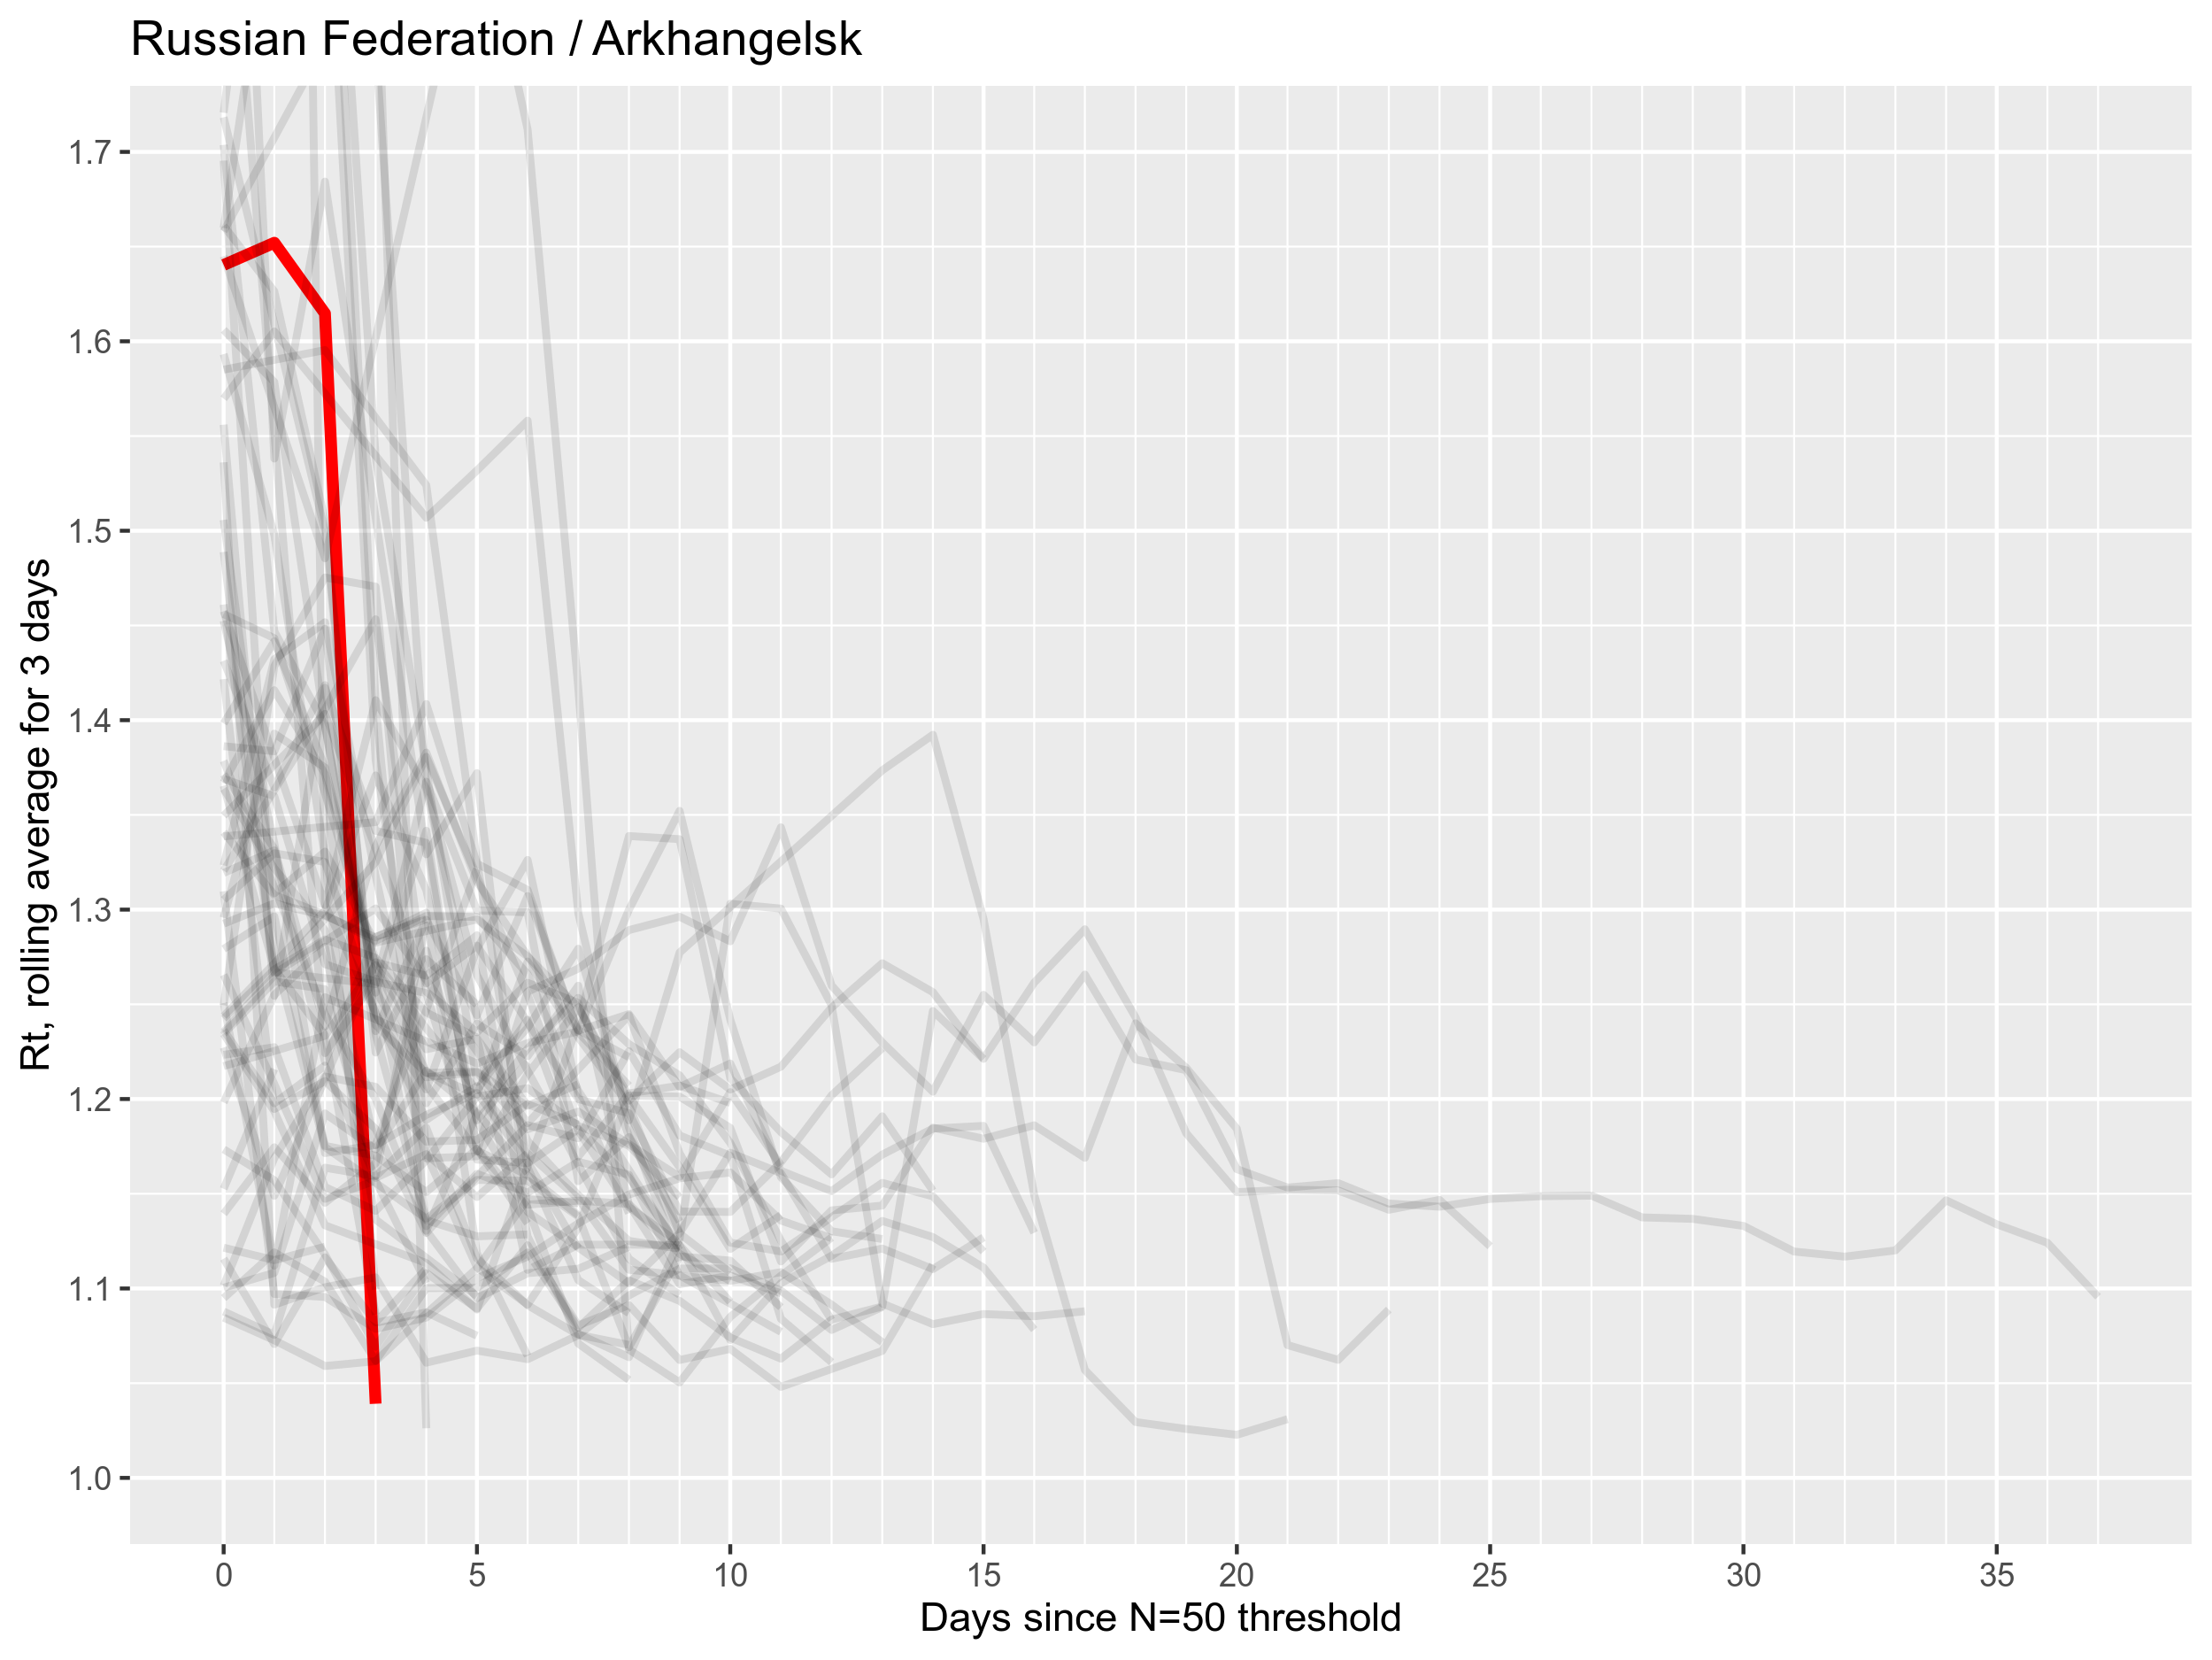 Russian Federation / Arkhangelsk
Rt, rolling average for 3 days
1.7
1.6
1.5
1.4
1.3
1.2
1.1
1.0
0 5 10 15 20 25 30 35
Days since N=50 threshold